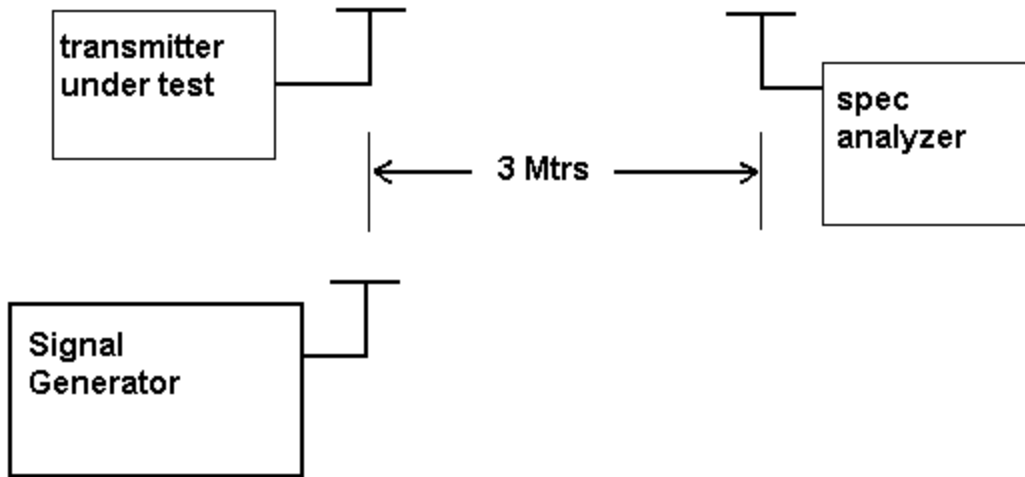 transmitter
under test
spec
analyzer
3 Mtrs
Signal
Generator